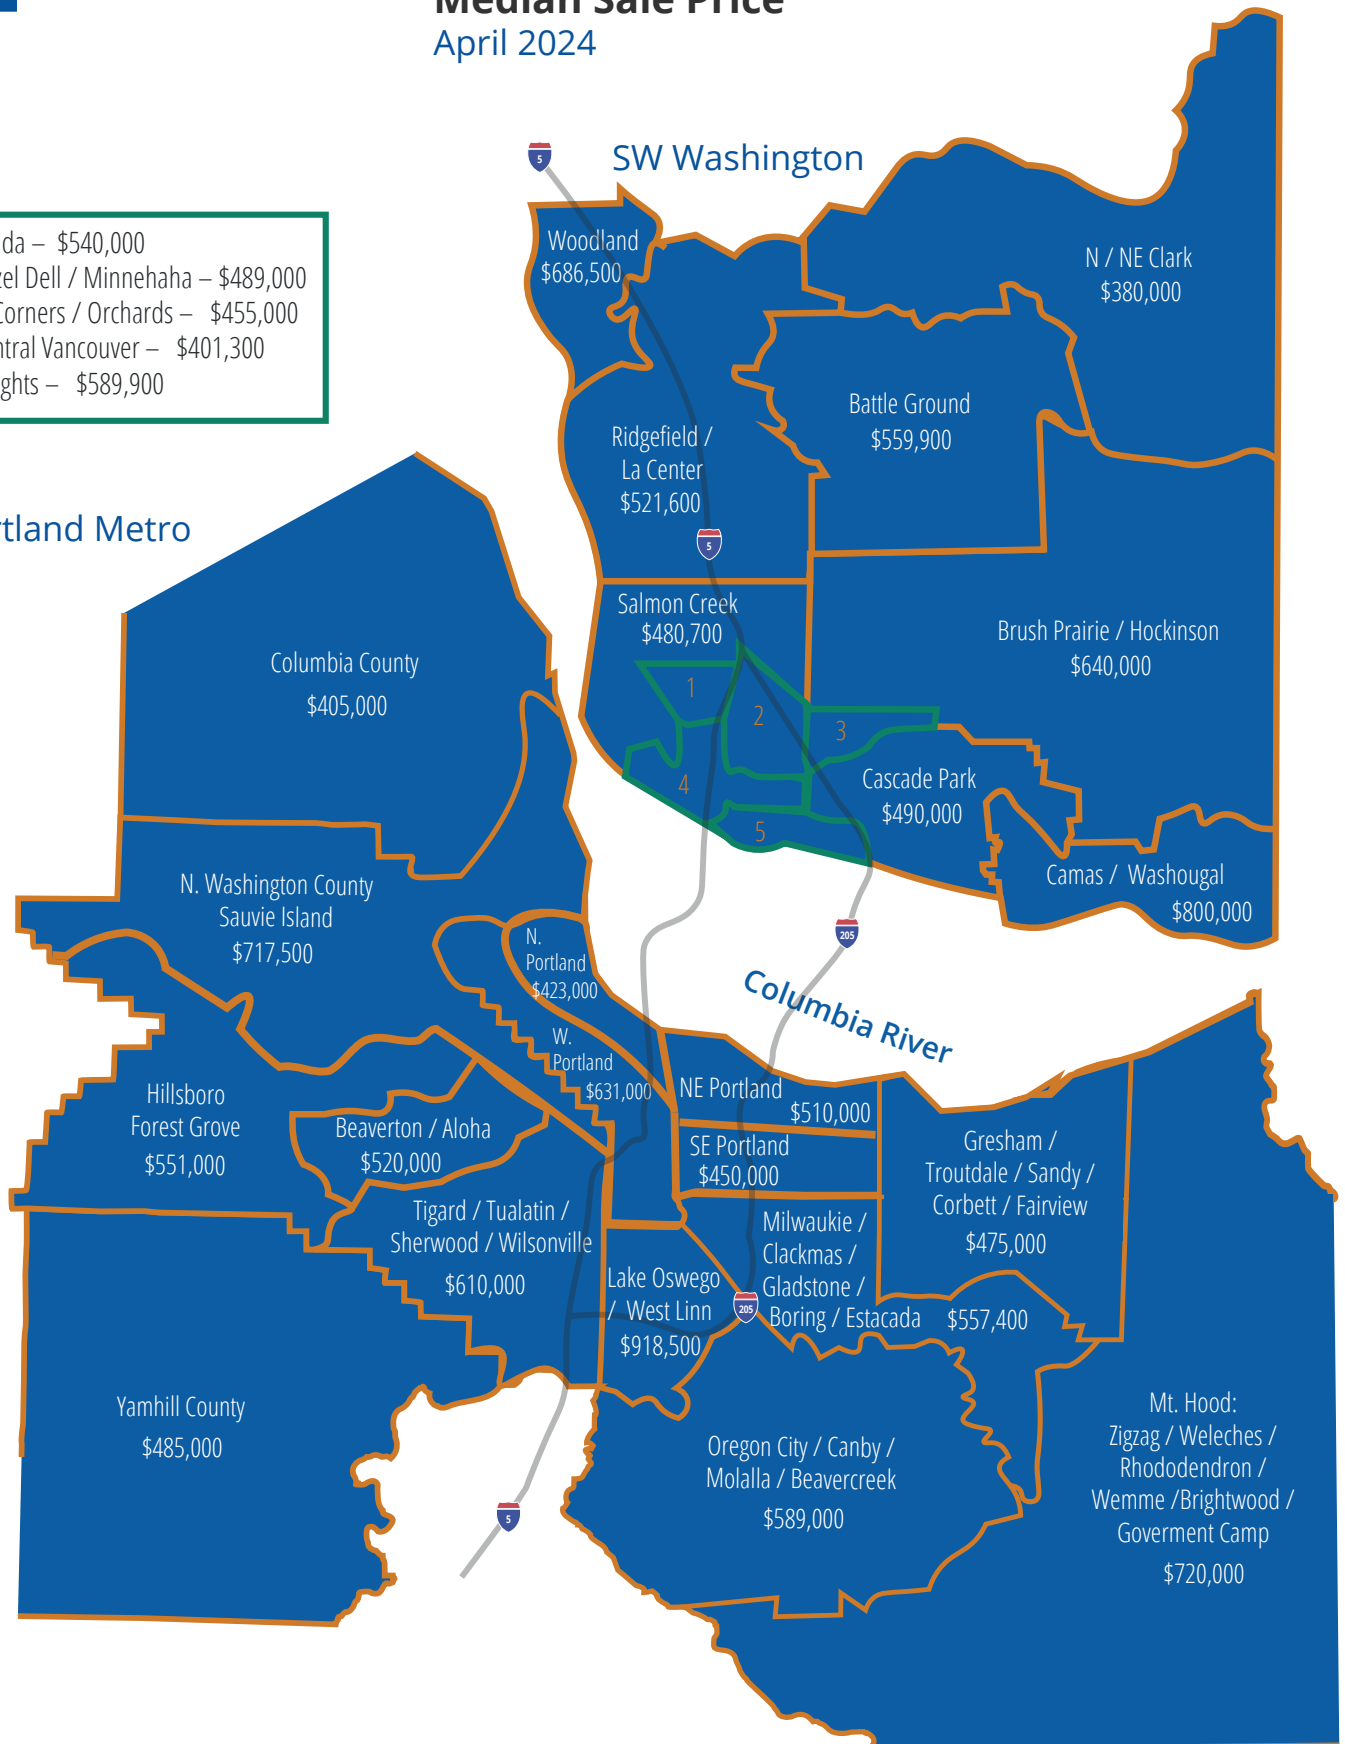 Median Sale Price
April 2024
SW Washington
da – $540,000
zel Dell / Minnehaha – $489,000
Corners / Orchards – $455,000
ntral Vancouver – $401,300
ghts – $589,900
rtland Metro
5
Woodland
$686,500
N / NE Clark
$380,000
Battle Ground
$559,900
Ridgefield /
La Center
$521,600
5
Salmon Creek
$480,700
Brush Prairie / Hockinson
$640,000
1
2
3
4
5
Cascade Park
$490,000
Camas / Washougal
$800,000
205
Columbia River
Columbia County
$405,000
N. Washington County
Sauvie Island
$717,500
N.
Portland
$423,000
W.
Portland
$631,000
NE Portland
$510,000
SE Portland
$450,000
Hillsboro
Forest Grove
$551,000
Beaverton / Aloha
$520,000
Tigard / Tualatin /
Sherwood / Wilsonville
$610,000
Gresham /
Troutdale / Sandy /
Corbett / Fairview
$475,000
Milwaukie /
Clackmas /
Gladstone /
Boring / Estacada $557,400
Lake Oswego
/ West Linn
$918,500
205
Yamhill County
$485,000
Oregon City / Canby /
Molalla / Beavercreek
$589,000
Mt. Hood:
Zigzag / Weleches /
Rhododendron /
Wemme /Brightwood /
Goverment Camp
$720,000
5